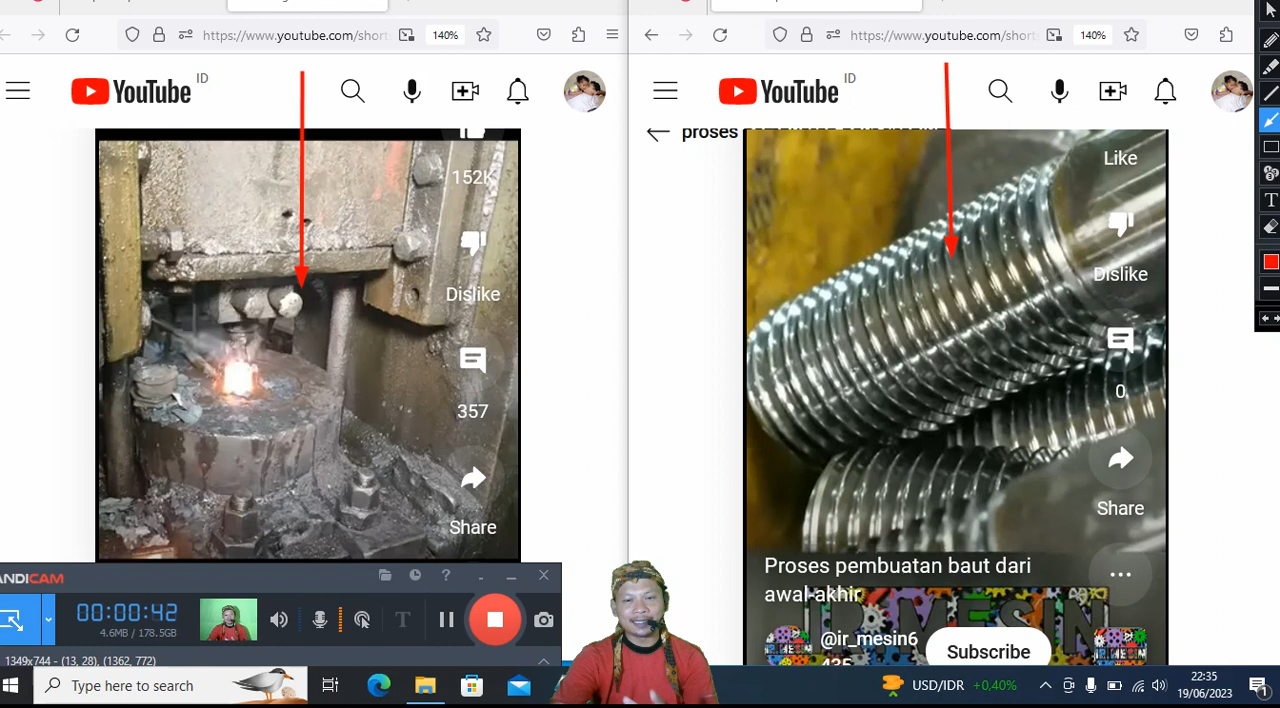 https://www.youtube.com/short
140%
https://www.youtube.com/short
140%
YouTube ID
YouTube ID
152K
Dislike
357
Share
proses
Like
Dislike
0
Share
Proses pembuatan baut dari
awal-akhir
@ir_mesin6
435
Subscribe
ANDICAM
00:00:42
4.6MB / 178.5GB
1349x744 - (13, 28), (1362, 772)
Type here to search
USD/IDR +0,40%
22:35
19/06/2023
1